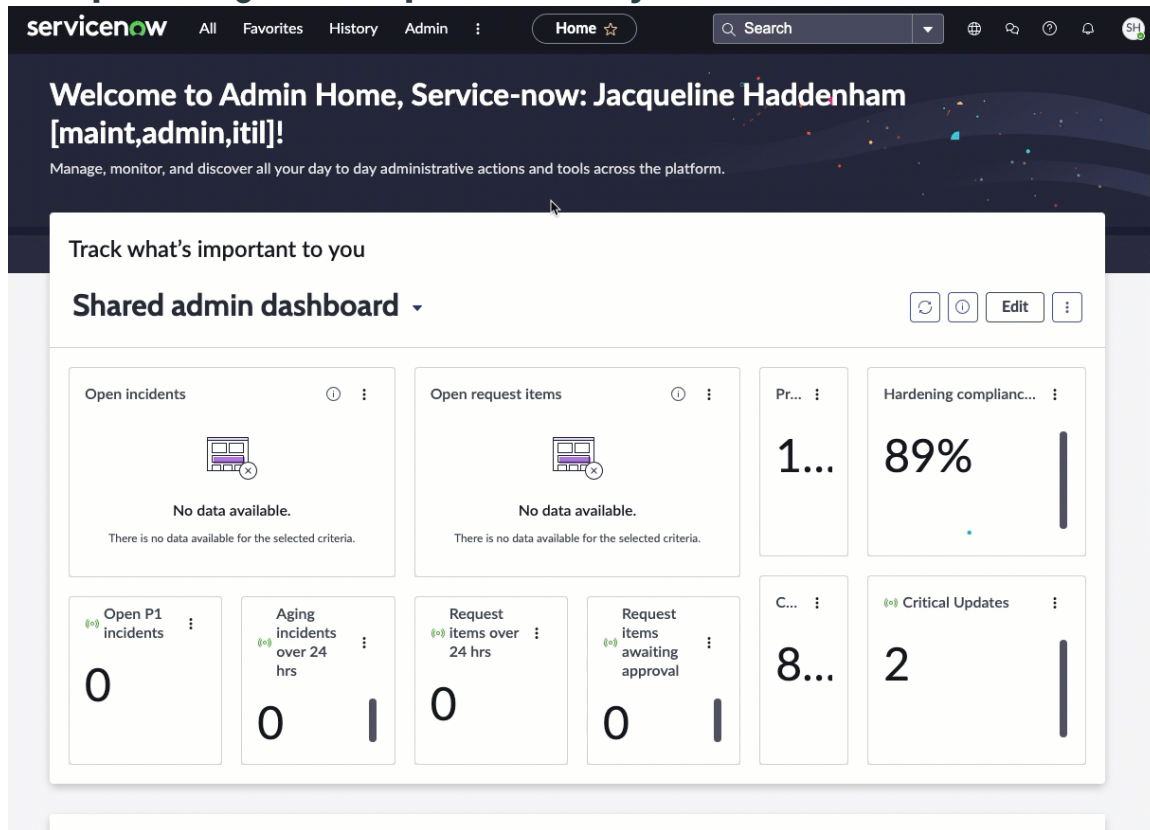 servicenow All Favorites History Admin Home Search SH
Welcome to Admin Home, Service-now: Jacqueline Haddenham
[maint,admin,itil]!
Manage, monitor, and discover all your day to day administrative actions and tools across the platform.
Track what's important to you
Shared admin dashboard
Edit
Open incidents
No data available.
There is no data available for the selected criteria.
Open request items
No data available.
There is no data available for the selected criteria.
Pr...
1...
Hardening complianc...
89%
Open P1
incidents
0
Aging
incidents
over 24
hrs
0
Request
items over
24 hrs
0
Request
items
awaiting
approval
0
C...
8...
Critical Updates
2